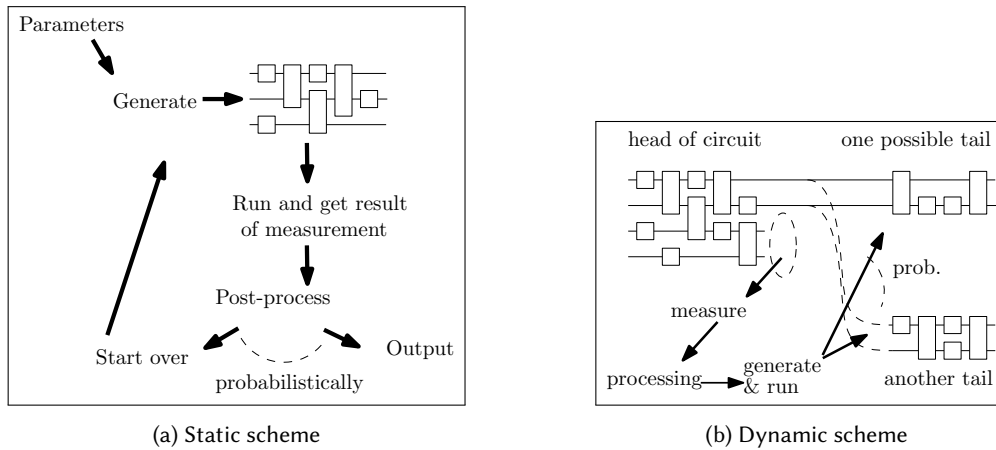 Parameters
Generate
Run and get result
of measurement
Post-process
Start over
Output
probabilistically
(a) Static scheme
head of circuit
one possible tail
prob.
measure
processing
generate
& run
another tail
(b) Dynamic scheme